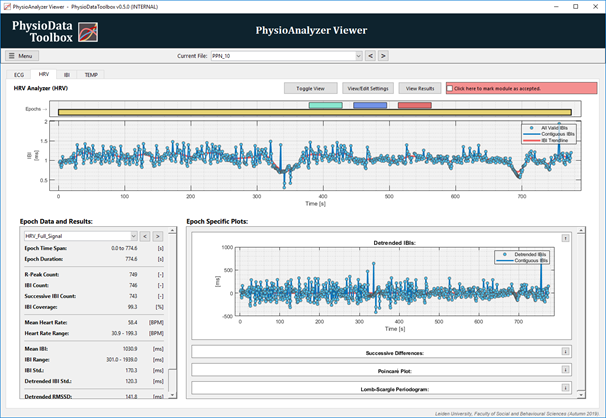 PhysioAnalyzer Viewer - PhysioDataToolbox v0.5.0 (INTERNAL)
PhysioData
Toolbox
PhysioAnalyzer Viewer
Menu
Current File: PPN_10 < >
ECG HRV IBI TEMP
HRV Analyzer (HRV) Toggle View View/Edit Settings View Results Click here to mark module as accepted.
Epochs →
IBI
[ms]
2
1.5
1
0.5
All Valid IBIs
Contiguous IBIs
IBI Trendline
0 100 200 300 400 500 600 700
Time [s]
Epoch Data and Results:
HRV_Full_Signal < >
Epoch Time Span: 0.0 to 774.6 [s]
Epoch Duration: 774.6 [s]
R-Peak Count: 749 [-]
IBI Count: 746 [-]
Successive IBI Count: 743 [-]
IBI Coverage: 99.3 [%]
Mean Heart Rate: 58.4 [BPM]
Heart Rate Range: 30.9 - 199.3 [BPM]
Mean IBI: 1030.9 [ms]
IBI Range: 301.0 - 1939.0 [ms]
IBI Std.: 170.3 [ms]
Detrended IBI Std.: 120.3 [ms]
Detrended RMSSD: 141.8 [ms]
Epoch Specific Plots:
Detrended IBIs:
[ms]
1000
500
0
-500
Detrended IBIs
Contiguous IBIs
0 100 200 300 400 500 600 700
Time [s]
Successive Differences:
Poincare Plot:
Lomb-Scargle Periodogram:
Leiden University, Faculty of Social and Behavioural Sciences (Autumn 2018).